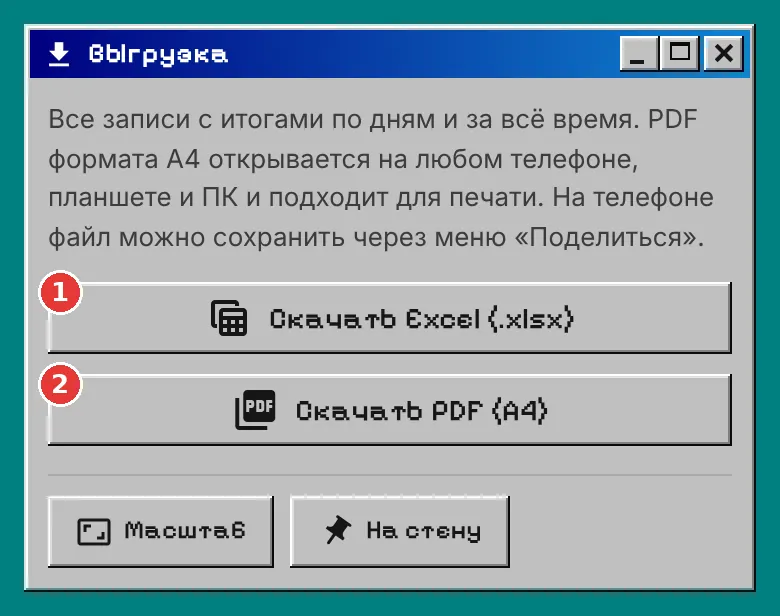 Выгрузка
Все записи с итогами по дням и за всё время. PDF
формата A4 открывается на любом телефоне,
планшете и ПК и подходит для печати. На телефоне
файл можно сохранить через меню «Поделиться».
1
Скачать Excel (.xlsx)
2
PDF
Скачать PDF (A4)
Масштаб
На стену